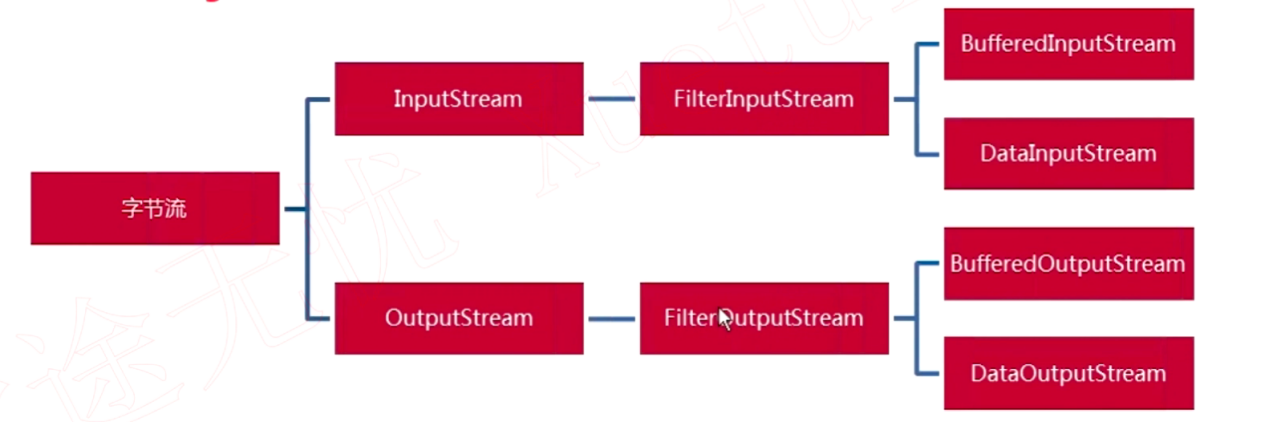 字节流
InputStream
FilterInputStream
BufferedInputStream
DataInputStream
OutputStream
FilterOutputStream
BufferedOutputStream
DataOutputStream